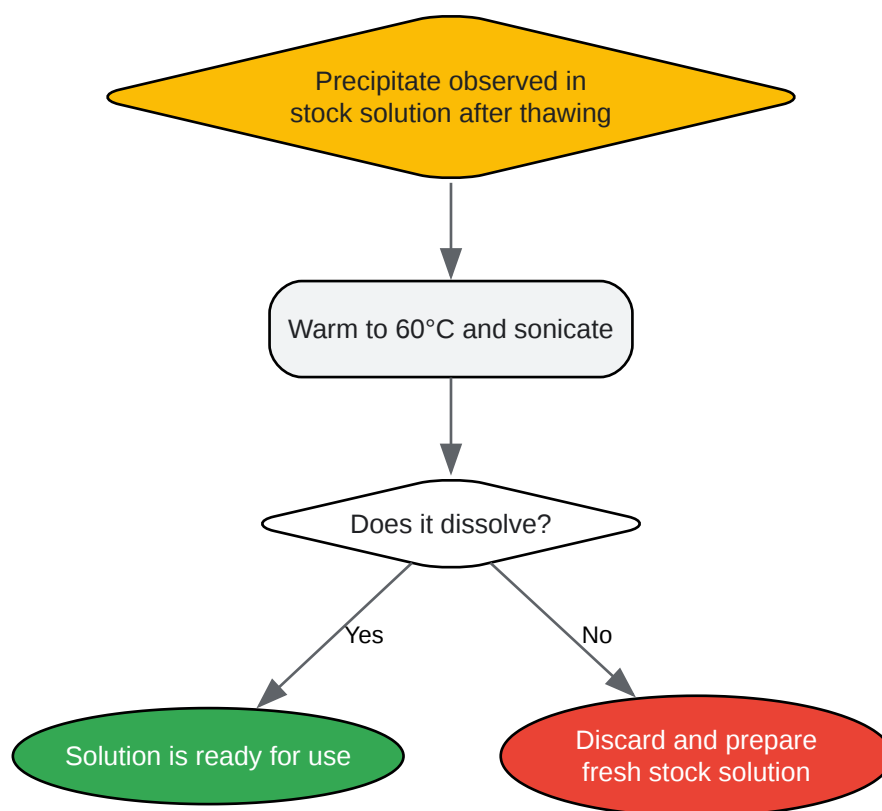 Precipitate observed in
stock solution after thawing
Warm to 60°C and sonicate
Does it dissolve?
Yes
No
Solution is ready for use
Discard and prepare
fresh stock solution